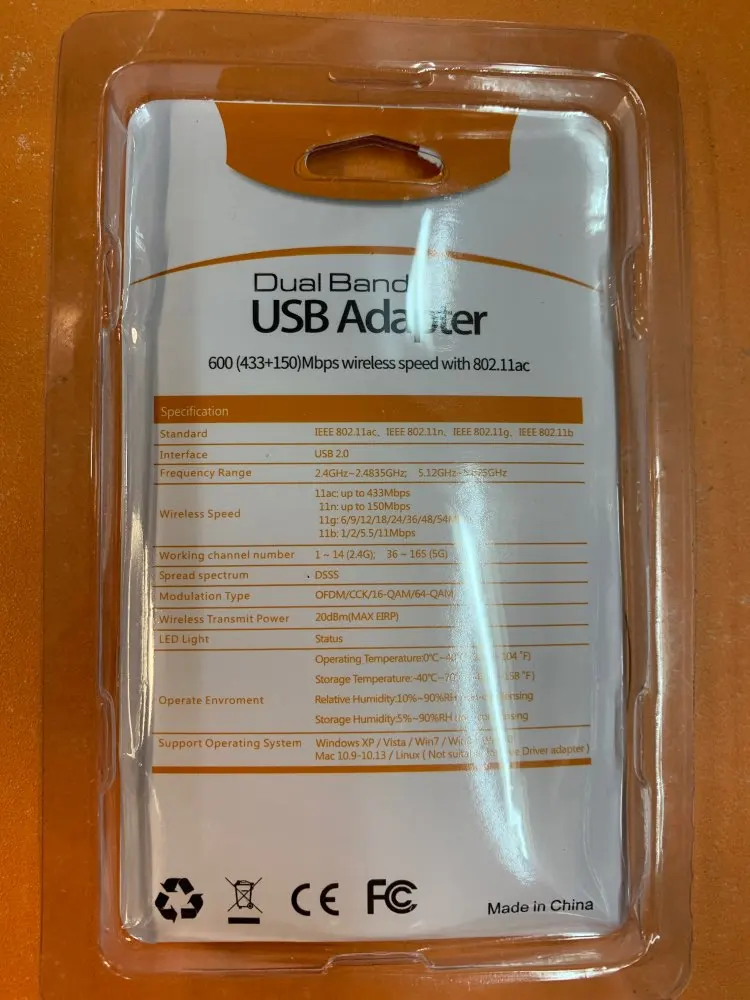 Dual Band
USB Adapter
600 (433+150)Mbps wireless speed with 802.11ac
Specification
Standard IEEE 802.11ac、IEEE 802.11n、IEEE 802.11g、IEEE 802.11b
Interface USB 2.0
Frequency Range 2.4GHz~2.4835GHz; 5.12GHz~
Wireless Speed
11ac: up to 433Mbps
11n: up to 150Mbps
11g: 6/9/12/18/24/36/48/54
11b: 1/2/5.5/11Mbps
Working channel number 1 ~ 14 (2.4G); 36 ~ 165 (5G)
Spread spectrum DSSS
Modulation Type OFDM/CCK/16-QAM/64-QAM
Wireless Transmit Power 20dBm(MAX EIRP)
LED Light Status
Operate Enviroment
Operating Temperature:0°C~ 104 °F)
Storage Temperature:-40°C~ 158 °F)
Relative Humidity:10%~90%RH
Storage Humidity:5%~90%RH
Support Operating System Windows XP / Vista / Win7 /
Mac 10.9-10.13 / Linux ( Not Driver adapter )
CE FC Made in China